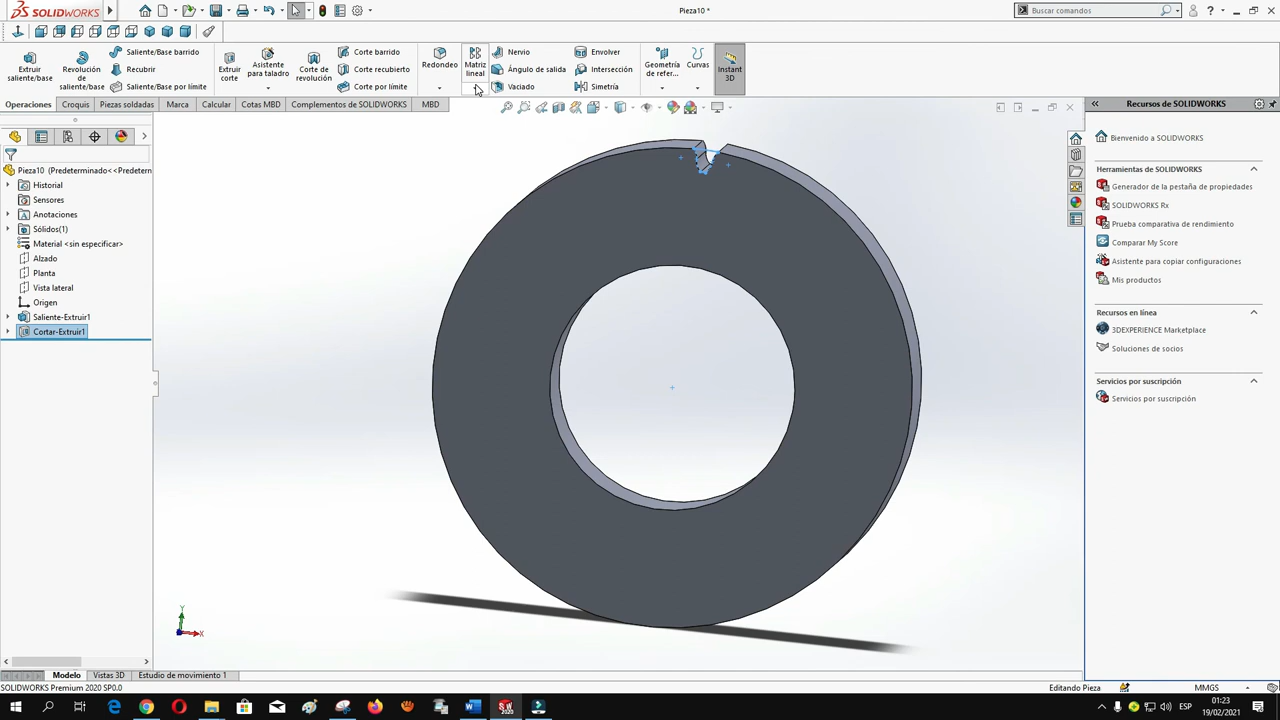 SOLIDWORKS
Pieza10 *
Buscar comandos
Extruir saliente/base
Revolución de saliente/base
Saliente/Base barrido
Recubrir
Saliente/Base por límite
Extruir corte
Asistente para taladro
Corte de revolución
Corte barrido
Corte recubierto
Corte por límite
Redondeo
Matriz lineal
Nervio
Ángulo de salida
Vaciado
Envolver
Intersección
Simetría
Geometría de refer...
Curvas
Instant 3D
Operaciones
Croquis
Piezas soldadas
Marca
Calcular
Cotas MBD
Complementos de SOLIDWORKS
MBD
Recursos de SOLIDWORKS
Pieza10 (Predeterminado<<Predetern
Historial
Sensores
Anotaciones
Sólidos(1)
Material <sin especificar>
Alzado
Planta
Vista lateral
Origen
Saliente-Extruir1
Cortar-Extruir1
Bienvenido a SOLIDWORKS
Herramientas de SOLIDWORKS
Generador de la pestaña de propiedades
SOLIDWORKS Rx
Prueba comparativa de rendimiento
Comparar My Score
Asistente para copiar configuraciones
Mis productos
Recursos en línea
3DEXPERIENCE Marketplace
Soluciones de socios
Servicios por suscripción
Servicios por suscripción
Y
X
Modelo
Vistas 3D
Estudio de movimiento 1
SOLIDWORKS Premium 2020 SP0.0
Editando Pieza
MMGS
ESP
01:23
19/02/2021